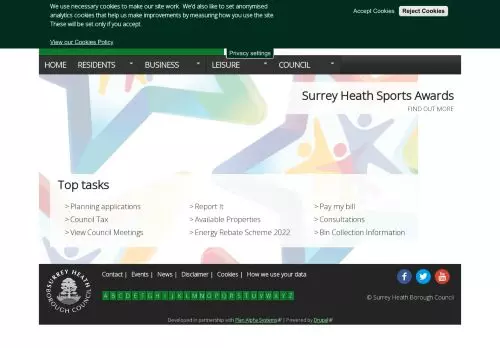 We use necessary cookies to make our site work. We'd also like to set anonymised
analytics cookies that help us make improvements by measuring how you use the site.
These will be set only if you accept.
Accept Cookies
Reject Cookies
View our Cookies Policy
Privacy settings
HOME RESIDENTS BUSINESS LEISURE COUNCIL
Surrey Heath Sports Awards
FIND OUT MORE
Top tasks
> Planning applications
> Report It
> Pay my bill
> Council Tax
> Available Properties
> Consultations
> View Council Meetings
> Energy Rebate Scheme 2022
> Bin Collection Information
SURREY HEATH
BOROUGH COUNCIL
Contact | Events | News | Disclaimer | Cookies | How we use your data
A B C D E F G H I J K L M N O P Q R S T U V W X Y Z
You Tube
© Surrey Heath Borough Council
Developed in partnership with Plan Alpha Systems | Powered by Drupal